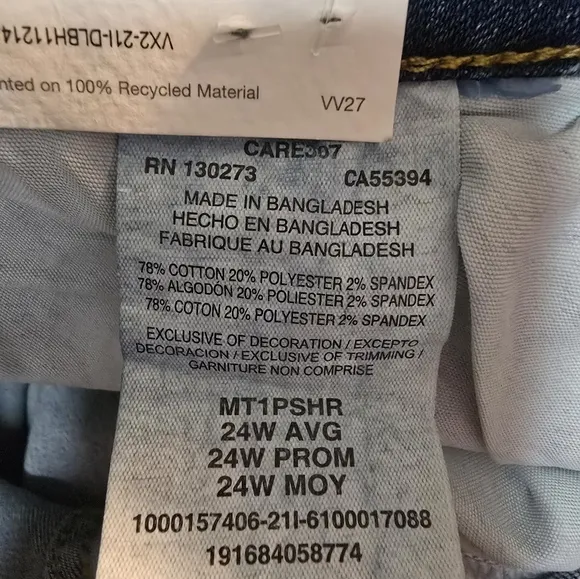 VX2-21I-DLBH11214
nted on 100% Recycled Material
VV27
CARE307
RN 130273 CA55394
MADE IN BANGLADESH
HECHO EN BANGLADESH
FABRIQUE AU BANGLADESH
78% COTTON 20% POLYESTER 2% SPANDEX
78% ALGODÓN 20% POLIESTER 2% SPANDEX
78% COTON 20% POLYESTER 2% SPANDEX
EXCLUSIVE OF DECORATION / EXCEPTO
DECORACION / EXCLUSIVE OF TRIMMING /
GARNITURE NON COMPRISE
MT1PSHR
24W AVG
24W PROM
24W MOY
1000157406-21I-6100017088
191684058774